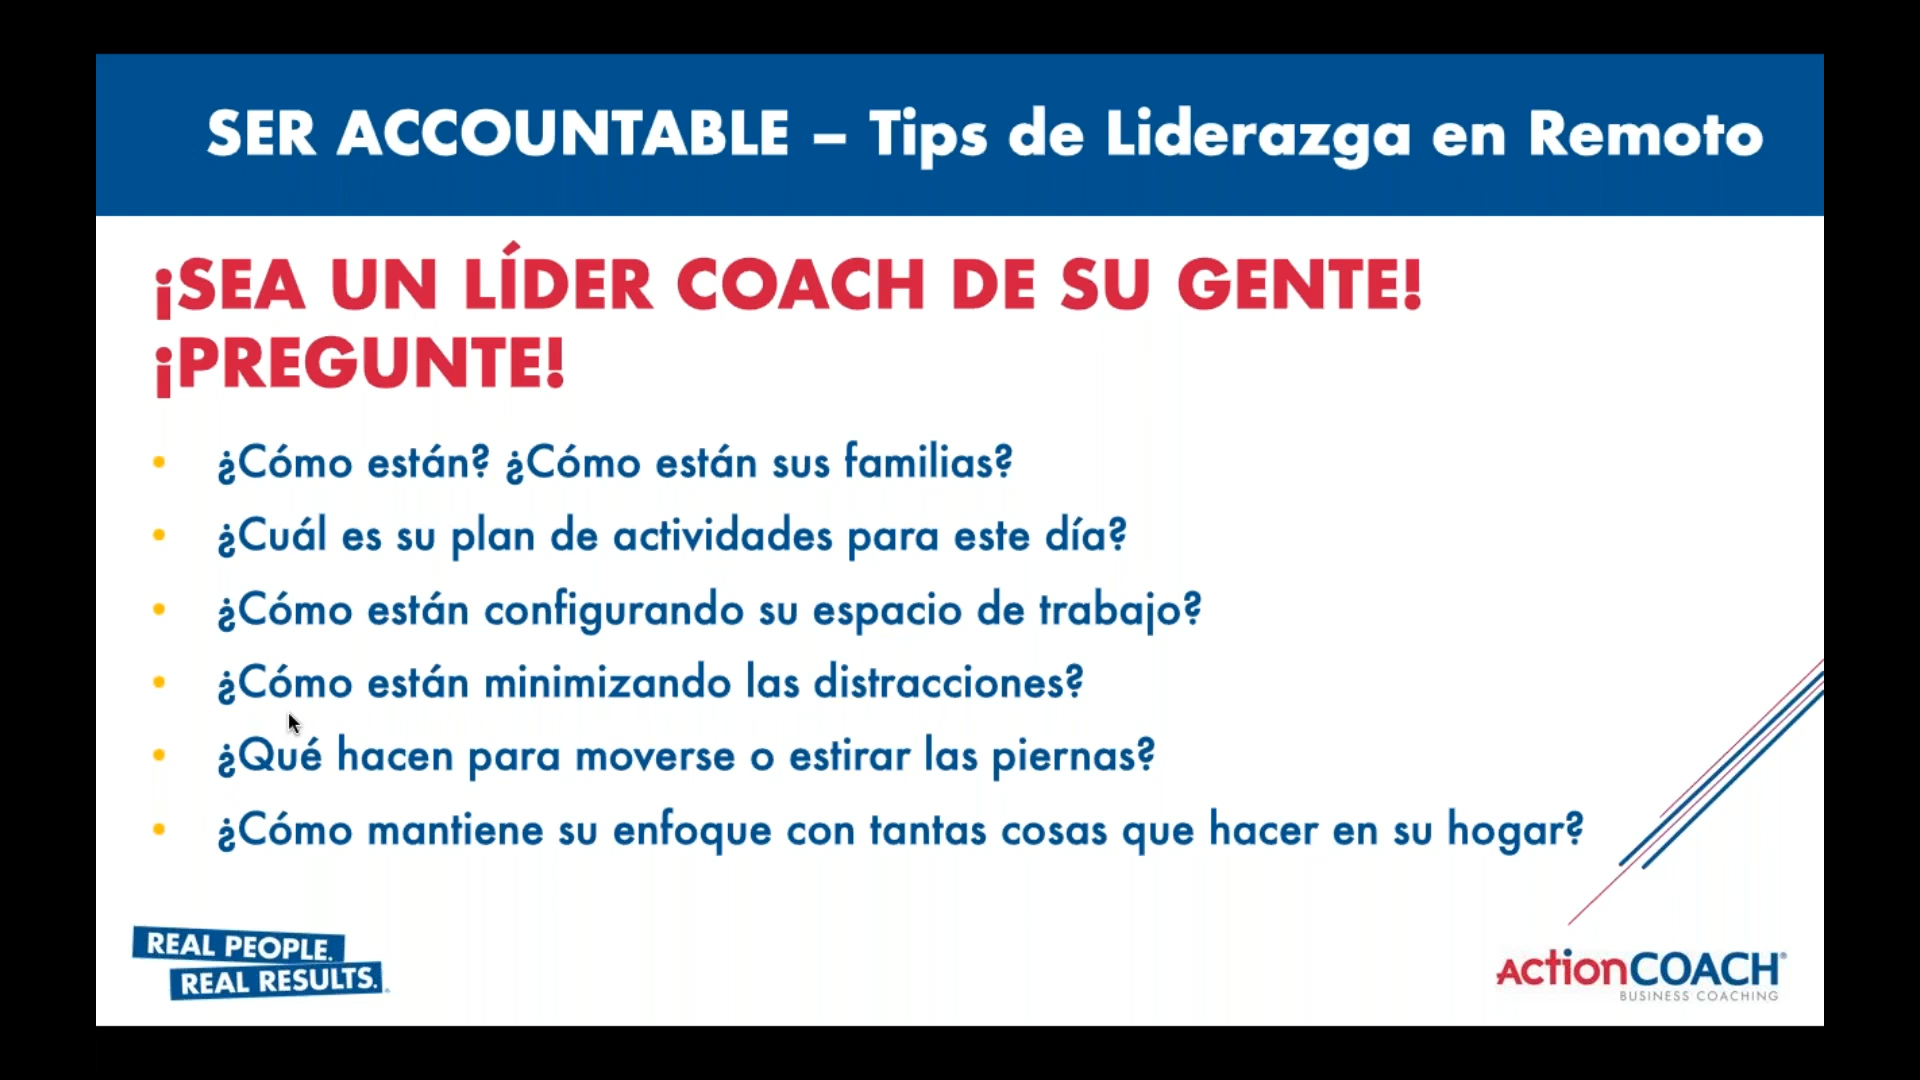 SER ACCOUNTABLE – Tips de Liderazga en Remoto
¡SEA UN LÍDER COACH DE SU GENTE!
¡PREGUNTE!
• ¿Cómo están? ¿Cómo están sus familias?
• ¿Cuál es su plan de actividades para este día?
• ¿Cómo están configurando su espacio de trabajo?
• ¿Cómo están minimizando las distracciones?
• ¿Qué hacen para moverse o estirar las piernas?
• ¿Cómo mantiene su enfoque con tantas cosas que hacer en su hogar?
REAL PEOPLE.
REAL RESULTS.
ActionCOACH®
BUSINESS COACHING